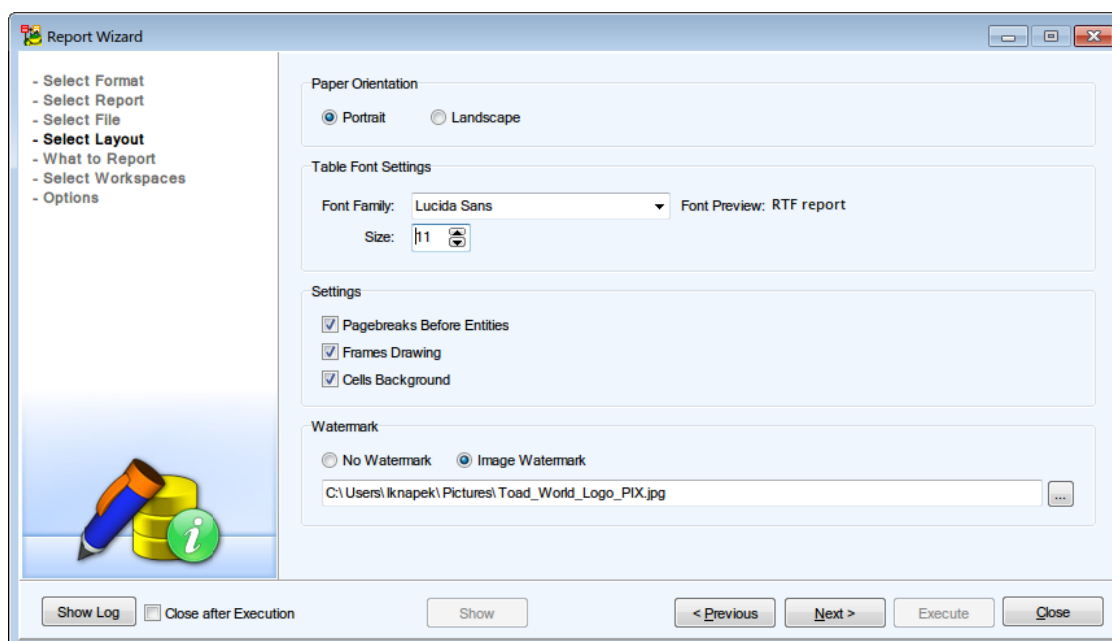 Report Wizard
- Select Format
- Select Report
- Select File
- Select Layout
- What to Report
- Select Workspaces
- Options
Paper Orientation
Portrait Landscape
Table Font Settings
Font Family: Lucida Sans Font Preview: RTF report
Size: 11
Settings
Pagebreaks Before Entities
Frames Drawing
Cells Background
Watermark
No Watermark Image Watermark
C:\Users\lknapek\Pictures\Toad_World_Logo_PIX.jpg ...
Show Log Close after Execution Show < Previous Next > Execute Close